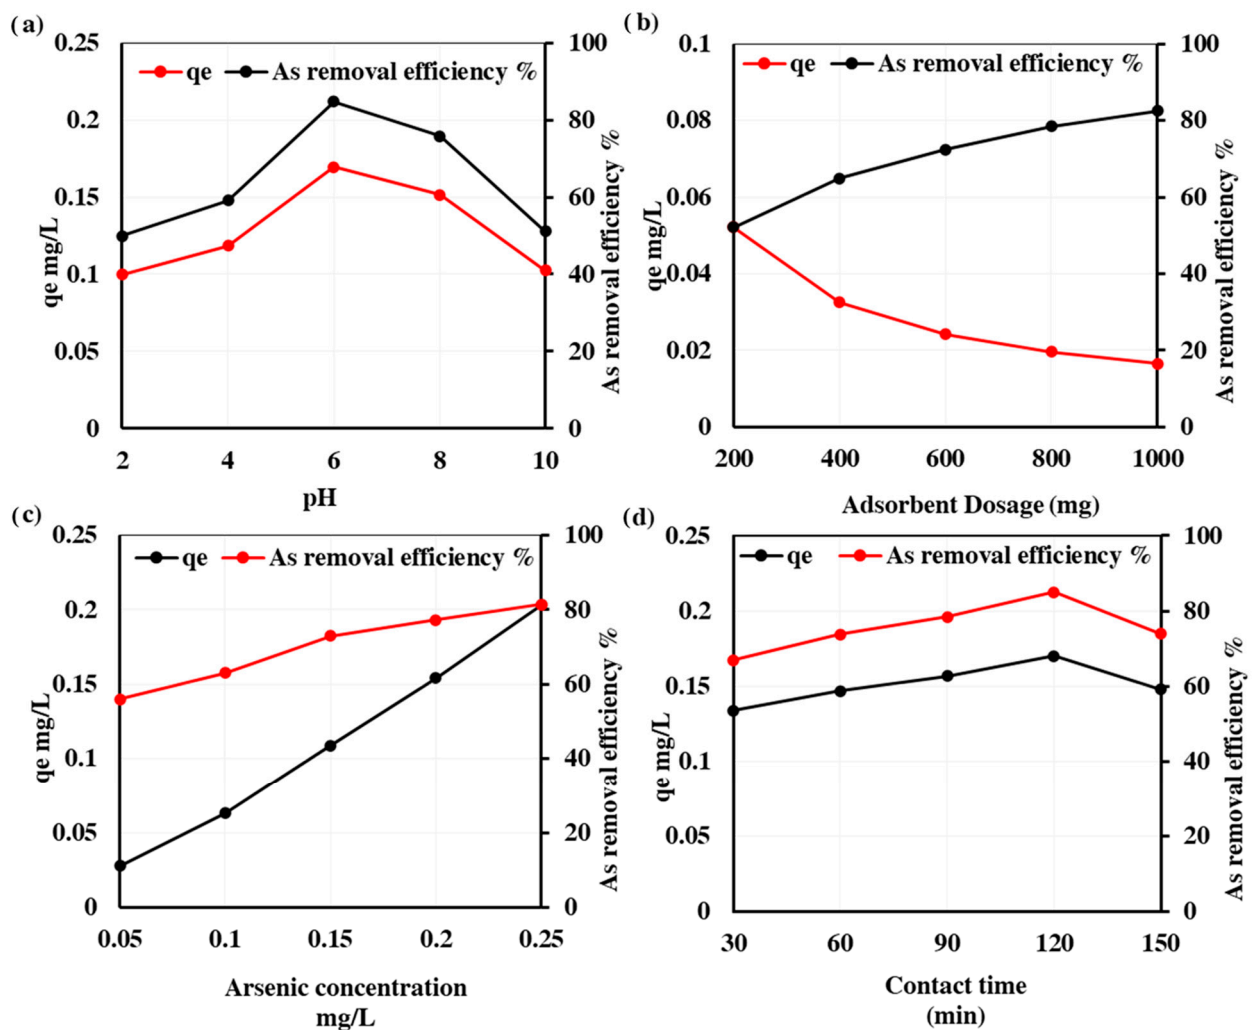 (a)
0.25
0.2
0.15
0.1
0.05
0
qe mg/L
qe
As removal efficiency %
100
80
60
40
20
0
As removal efficiency %
2 4 6 8 10
pH
(b)
0.1
0.08
0.06
0.04
0.02
0
qe mg/L
qe
As removal efficiency %
100
80
60
40
20
0
As removal efficiency %
200 400 600 800 1000
Adsorbent Dosage (mg)
(c)
0.25
0.2
0.15
0.1
0.05
0
qe mg/L
qe
As removal efficiency %
100
80
60
40
20
0
As removal efficiency %
0.05 0.1 0.15 0.2 0.25
Arsenic concentration
mg/L
(d)
0.25
0.2
0.15
0.1
0.05
0
qe mg/L
qe
As removal efficiency %
100
80
60
40
20
0
As removal efficiency %
30 60 90 120 150
Contact time
(min)